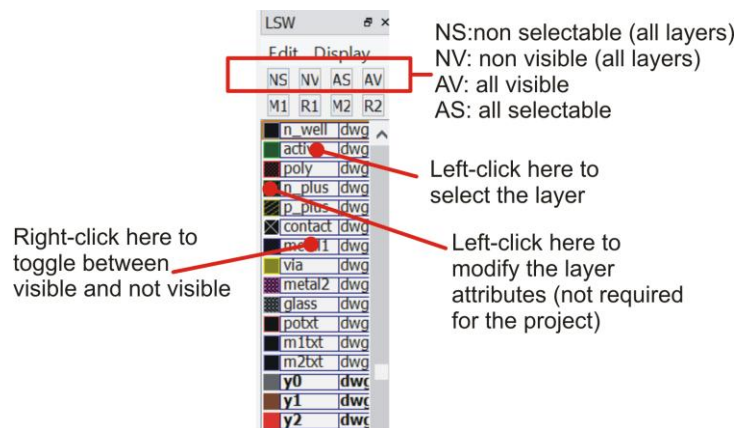 LSW
Edit Display
NS NV AS AV
M1 R1 M2 R2
n_well dwg
activ dwg
poly dwg
n_plus dwg
p_plus dwg
contact dwg
dwg
via dwg
metal2 dwg
glass dwg
potxt dwg
m1txt dwg
m2txt dwg
y0 dwg
y1 dwg
y2 dwg
NS:non selectable (all layers)
NV: non visible (all layers)
AV: all visible
AS: all selectable
Left-click here to
select the layer
Right-click here to
toggle between
visible and not visible
Left-click here to
modify the layer
attributes (not required
for the project)